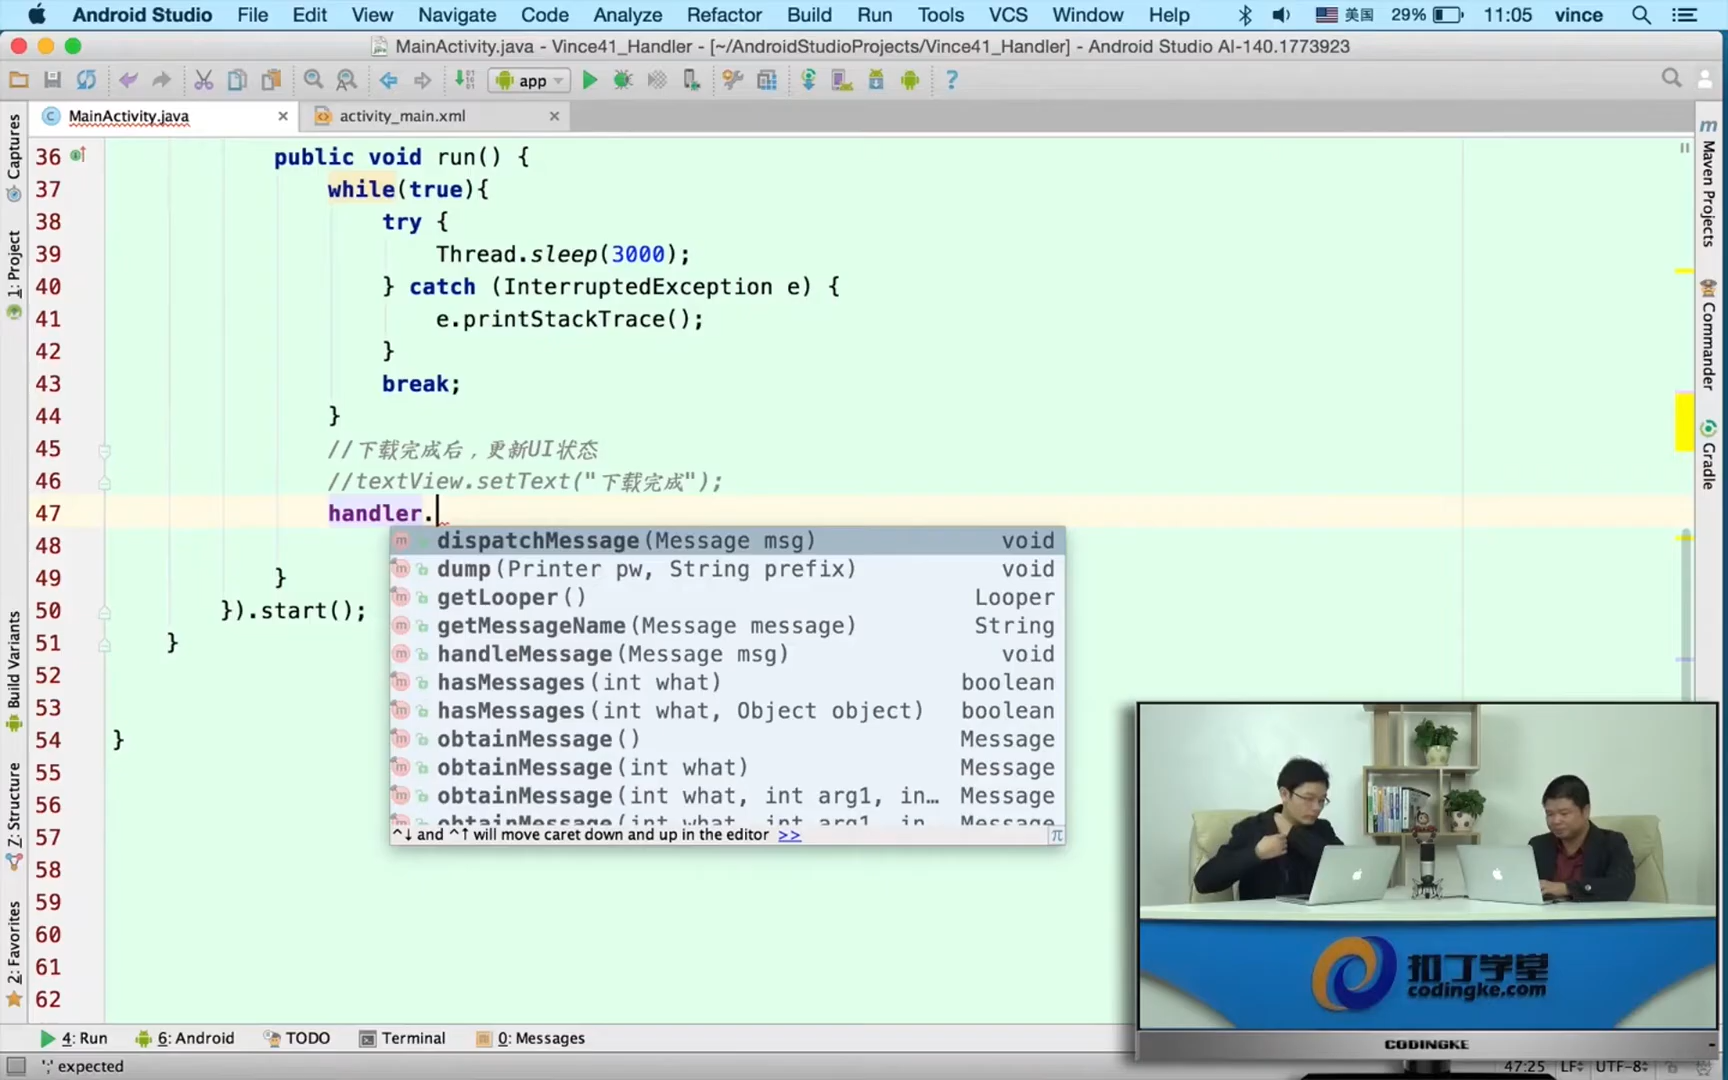 Android Studio File Edit View Navigate Code Analyze Refactor Build Run Tools VCS Window Help 美国 29% 11:05 vince
MainActivity.java - Vince41_Handler - [~/AndroidStudioProjects/Vince41_Handler] - Android Studio AI-140.1773923
app
MainActivity.java activity_main.xml
36 public void run() {
37 while(true){
38 try {
39 Thread.sleep(3000);
40 } catch (InterruptedException e) {
41 e.printStackTrace();
42 }
43 break;
44 }
45 //下载完成后，更新UI状态
46 //textView.setText("下载完成");
47 handler.
48
49 }
50 }).start();
51 }
52
53
54 }
55
56
57
58
59
60
61
62
dispatchMessage(Message msg) void
dump(Printer pw, String prefix) void
getLooper() Looper
getMessageName(Message message) String
handleMessage(Message msg) void
hasMessages(int what) boolean
hasMessages(int what, Object object) boolean
obtainMessage() Message
obtainMessage(int what) Message
obtainMessage(int what, int arg1, in… Message
obtainMessage(int what, int arg1, in Message
^↓ and ^↑ will move caret down and up in the editor >> π
Captures
1: Project
Build Variants
Z: Structure
2: Favorites
m Maven Projects
Commander
Gradle
扣丁学堂
codingke.com
CODINGKE
4: Run 6: Android TODO Terminal 0: Messages
';' expected 47:25 LF UTF-8